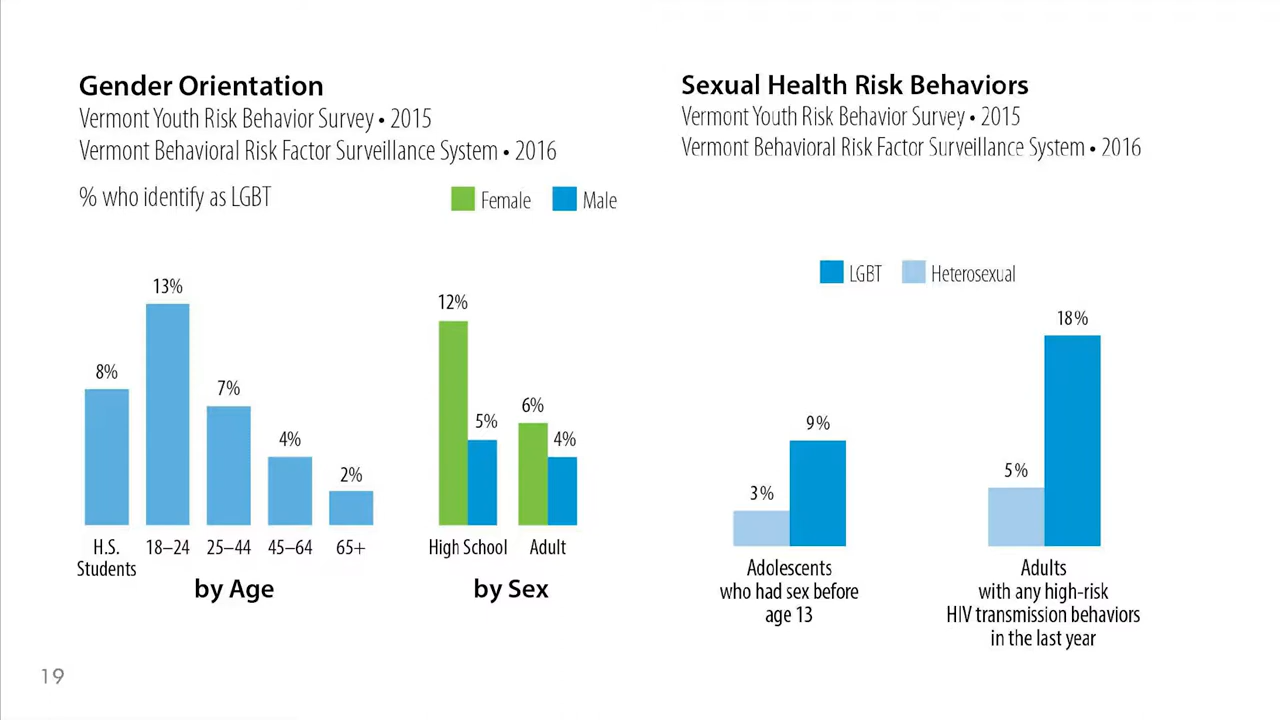 Gender Orientation
Vermont Youth Risk Behavior Survey • 2015
Vermont Behavioral Risk Factor Surveillance System • 2016
% who identify as LGBT
Female
Male
13%
8%
7%
4%
2%
H.S.
Students
18–24
25–44
45–64
65+
by Age
12%
5%
6%
4%
High School
Adult
by Sex
Sexual Health Risk Behaviors
Vermont Youth Risk Behavior Survey • 2015
Vermont Behavioral Risk Factor Surveillance System • 2016
LGBT
Heterosexual
3%
9%
5%
18%
Adolescents
who had sex before
age 13
Adults
with any high-risk
HIV transmission behaviors
in the last year
19